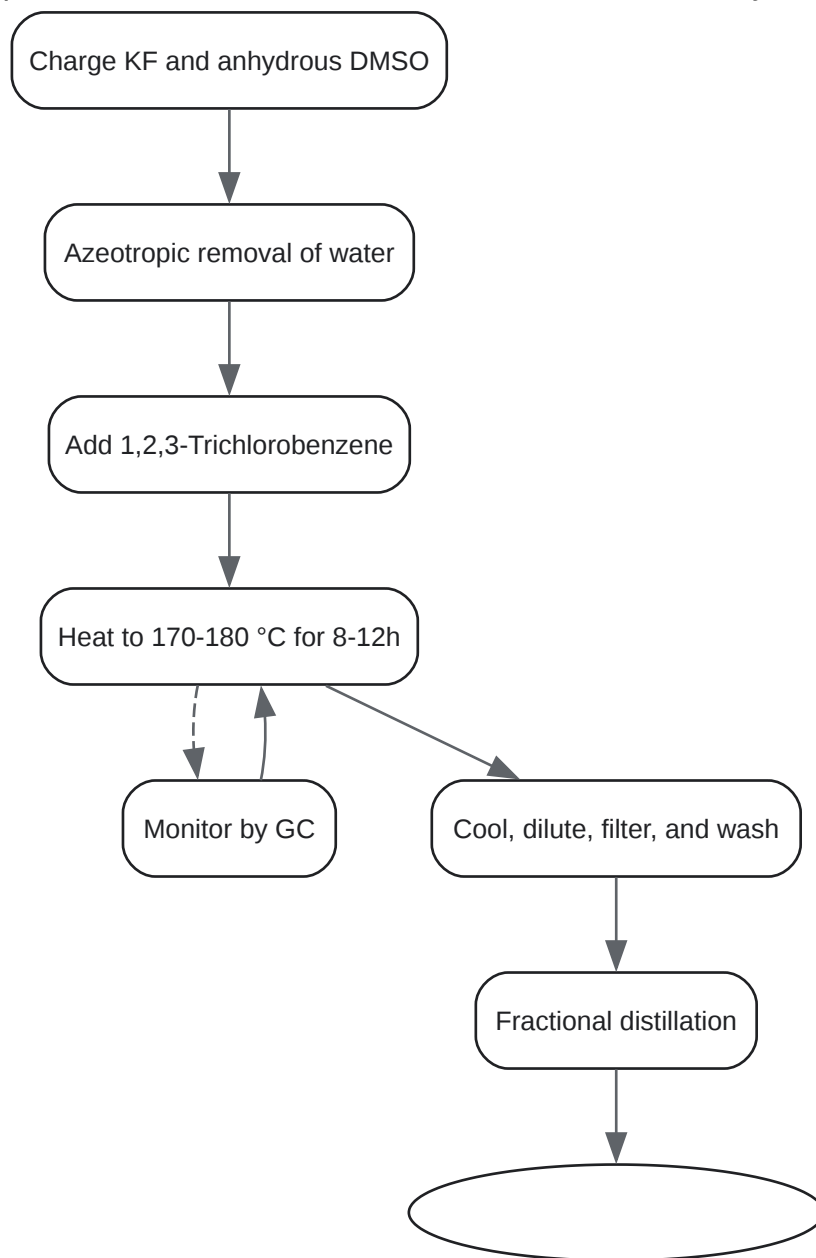 Charge KF and anhydrous DMSO
Azeotropic removal of water
Add 1,2,3-Trichlorobenzene
Heat to 170-180 °C for 8-12h
Monitor by GC
Cool, dilute, filter, and wash
Fractional distillation